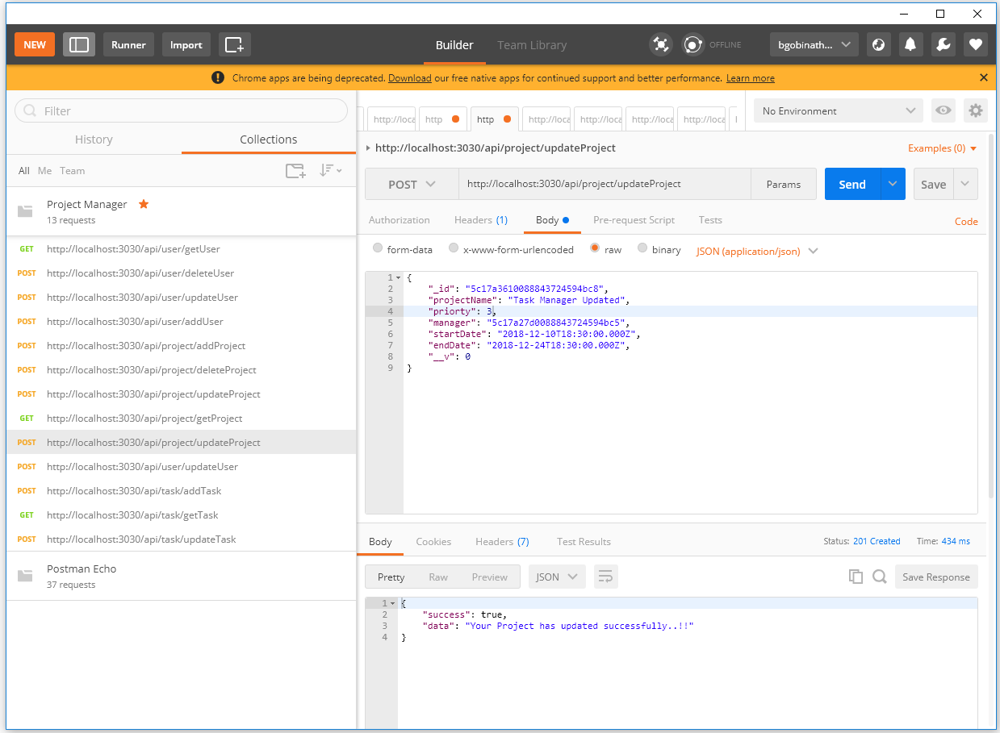 NEW Runner Import Builder Team Library OFFLINE bgobinath...
Chrome apps are being deprecated. Download our free native apps for continued support and better performance. Learn more
Filter
History Collections
All Me Team
Project Manager
13 requests
GET http://localhost:3030/api/user/getUser
POST http://localhost:3030/api/user/deleteUser
POST http://localhost:3030/api/user/updateUser
POST http://localhost:3030/api/user/addUser
POST http://localhost:3030/api/project/addProject
POST http://localhost:3030/api/project/deleteProject
POST http://localhost:3030/api/project/updateProject
GET http://localhost:3030/api/project/getProject
POST http://localhost:3030/api/project/updateProject
POST http://localhost:3030/api/user/updateUser
POST http://localhost:3030/api/task/addTask
GET http://localhost:3030/api/task/getTask
POST http://localhost:3030/api/task/updateTask
Postman Echo
37 requests
http://loca http http http://loca http://loca http://loca http://loca
No Environment
http://localhost:3030/api/project/updateProject
Examples (0)
POST http://localhost:3030/api/project/updateProject Params Send Save
Authorization Headers (1) Body Pre-request Script Tests Code
form-data x-www-form-urlencoded raw binary JSON (application/json)
1 {
2 "_id": "5c17a3610088843724594bc8",
3 "projectName": "Task Manager Updated",
4 "priorty": 3,
5 "manager": "5c17a27d0088843724594bc5",
6 "startDate": "2018-12-10T18:30:00.000Z",
7 "endDate": "2018-12-24T18:30:00.000Z",
8 "__v": 0
9 }
Body Cookies Headers (7) Test Results Status: 201 Created Time: 434 ms
Pretty Raw Preview JSON Save Response
1 {
2 "success": true,
3 "data": "Your Project has updated successfully..!!"
4 }